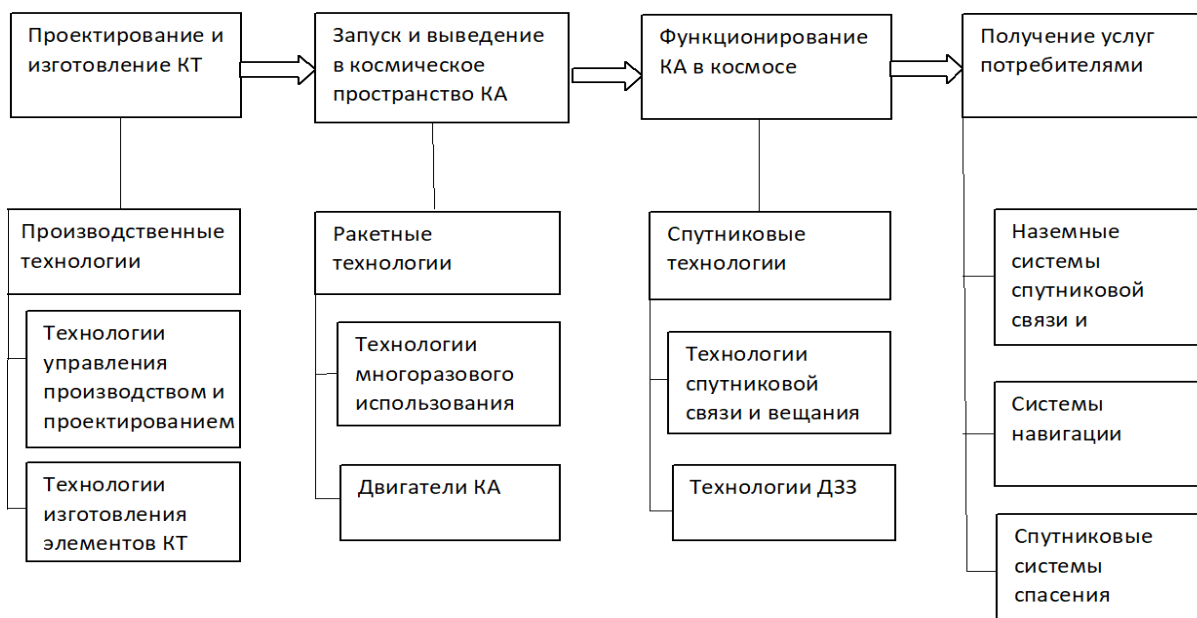 Проектирование и
изготовление КТ
Запуск и выведение
в космическое
пространство КА
Функционирование
КА в космосе
Получение услуг
потребителями
Производственные
технологии
Ракетные
технологии
Спутниковые
технологии
Наземные
системы
спутниковой
связи и
Технологии
управления
производством и
проектированием
Технологии
многоразового
использования
Технологии
спутниковой
связи и вещания
Системы
навигации
Технологии
изготовления
элементов КТ
Двигатели КА
Технологии ДЗЗ
Спутниковые
системы
спасения